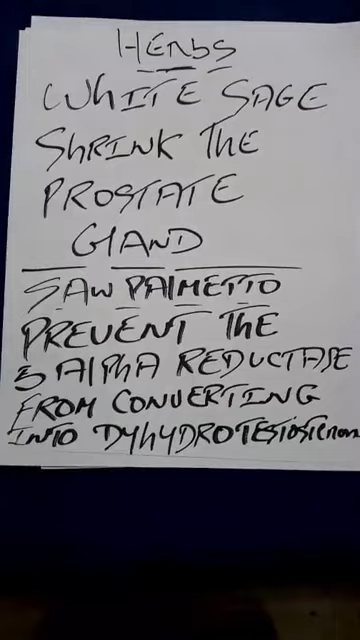 HERBS
WHITE SAGE
SHRINK THE
PROSTATE
GLAND
SAW PALMETTO
PREVENT THE
5 ALPHA REDUCTASE
FROM CONVERTING
INTO DYHYDROTESTOSTERONE